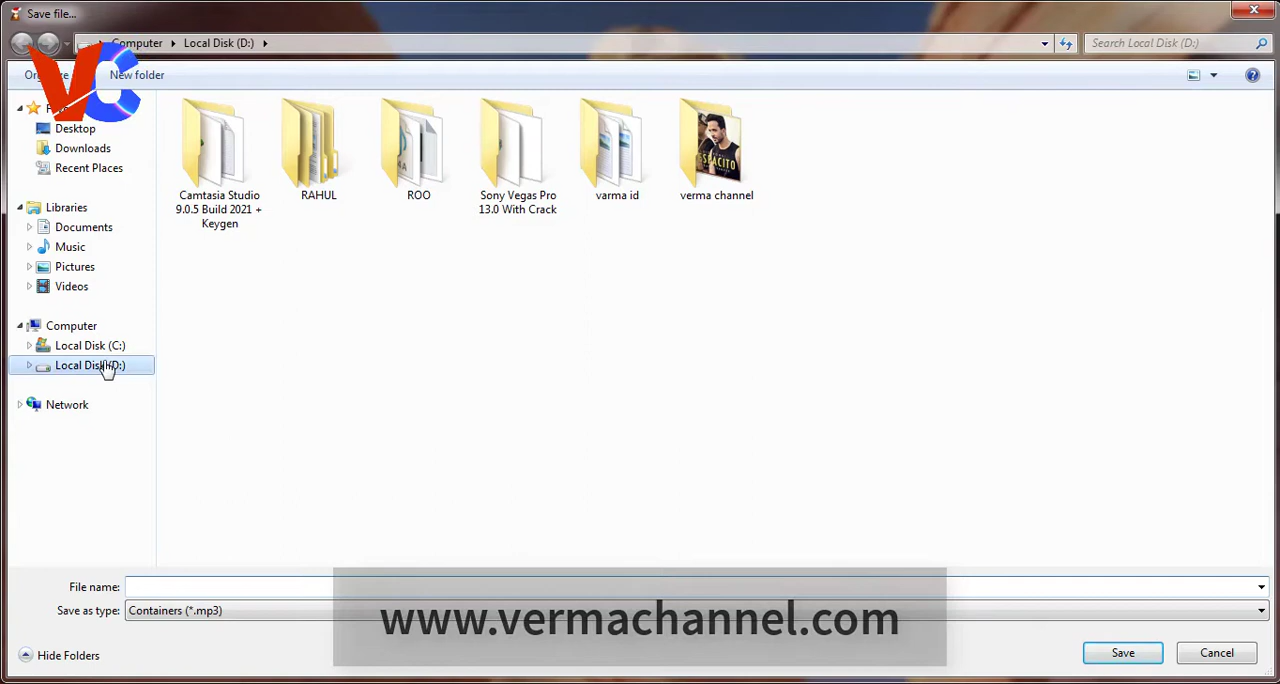 Save file...
Computer
Local Disk (D:)
Search Local Disk (D:)
VC
New folder
Desktop
Downloads
Recent Places
Libraries
Documents
Music
Pictures
Videos
Computer
Local Disk (C:)
Local Disk (D:)
Network
Camtasia Studio
9.0.5 Build 2021 +
Keygen
RAHUL
ROO
Sony Vegas Pro
13.0 With Crack
varma id
verma channel
File name:
Save as type:
Containers (*.mp3)
www.vermachannel.com
Hide Folders
Save
Cancel